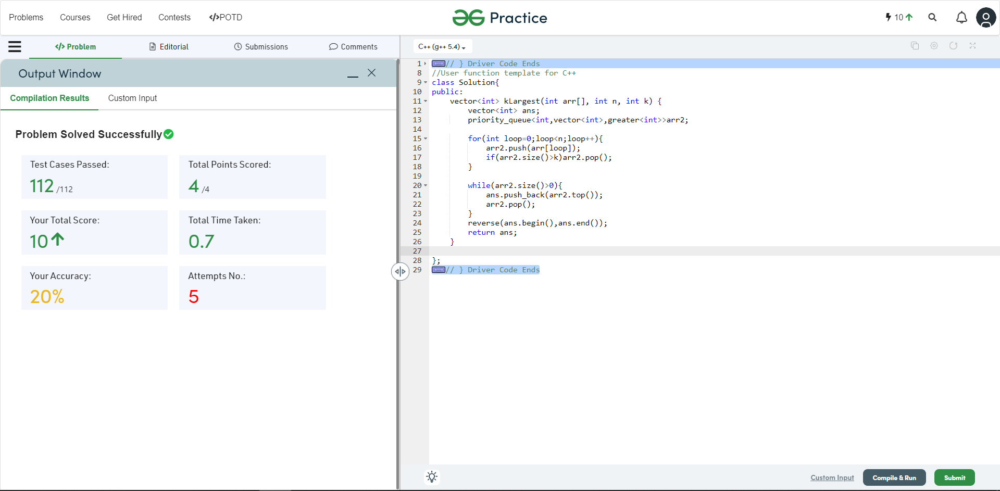 Problems Courses Get Hired Contests </>POTD
Practice
10
</> Problem Editorial Submissions Comments
Output Window
Compilation Results Custom Input
Problem Solved Successfully
Test Cases Passed:
112 /112
Total Points Scored:
4 /4
Your Total Score:
10
Total Time Taken:
0.7
Your Accuracy:
20%
Attempts No.:
5
C++ (g++ 5.4)
1 // } Driver Code Ends
8 //User function template for C++
9 class Solution{
10 public:
11 vector<int> kLargest(int arr[], int n, int k) {
12 vector<int> ans;
13 priority_queue<int,vector<int>,greater<int>>arr2;
14
15 for(int loop=0;loop<n;loop++){
16 arr2.push(arr[loop]);
17 if(arr2.size()>k)arr2.pop();
18 }
19
20 while(arr2.size()>0){
21 ans.push_back(arr2.top());
22 arr2.pop();
23 }
24 reverse(ans.begin(),ans.end());
25 return ans;
26 }
27
28 };
29 // } Driver Code Ends
Custom Input Compile & Run Submit